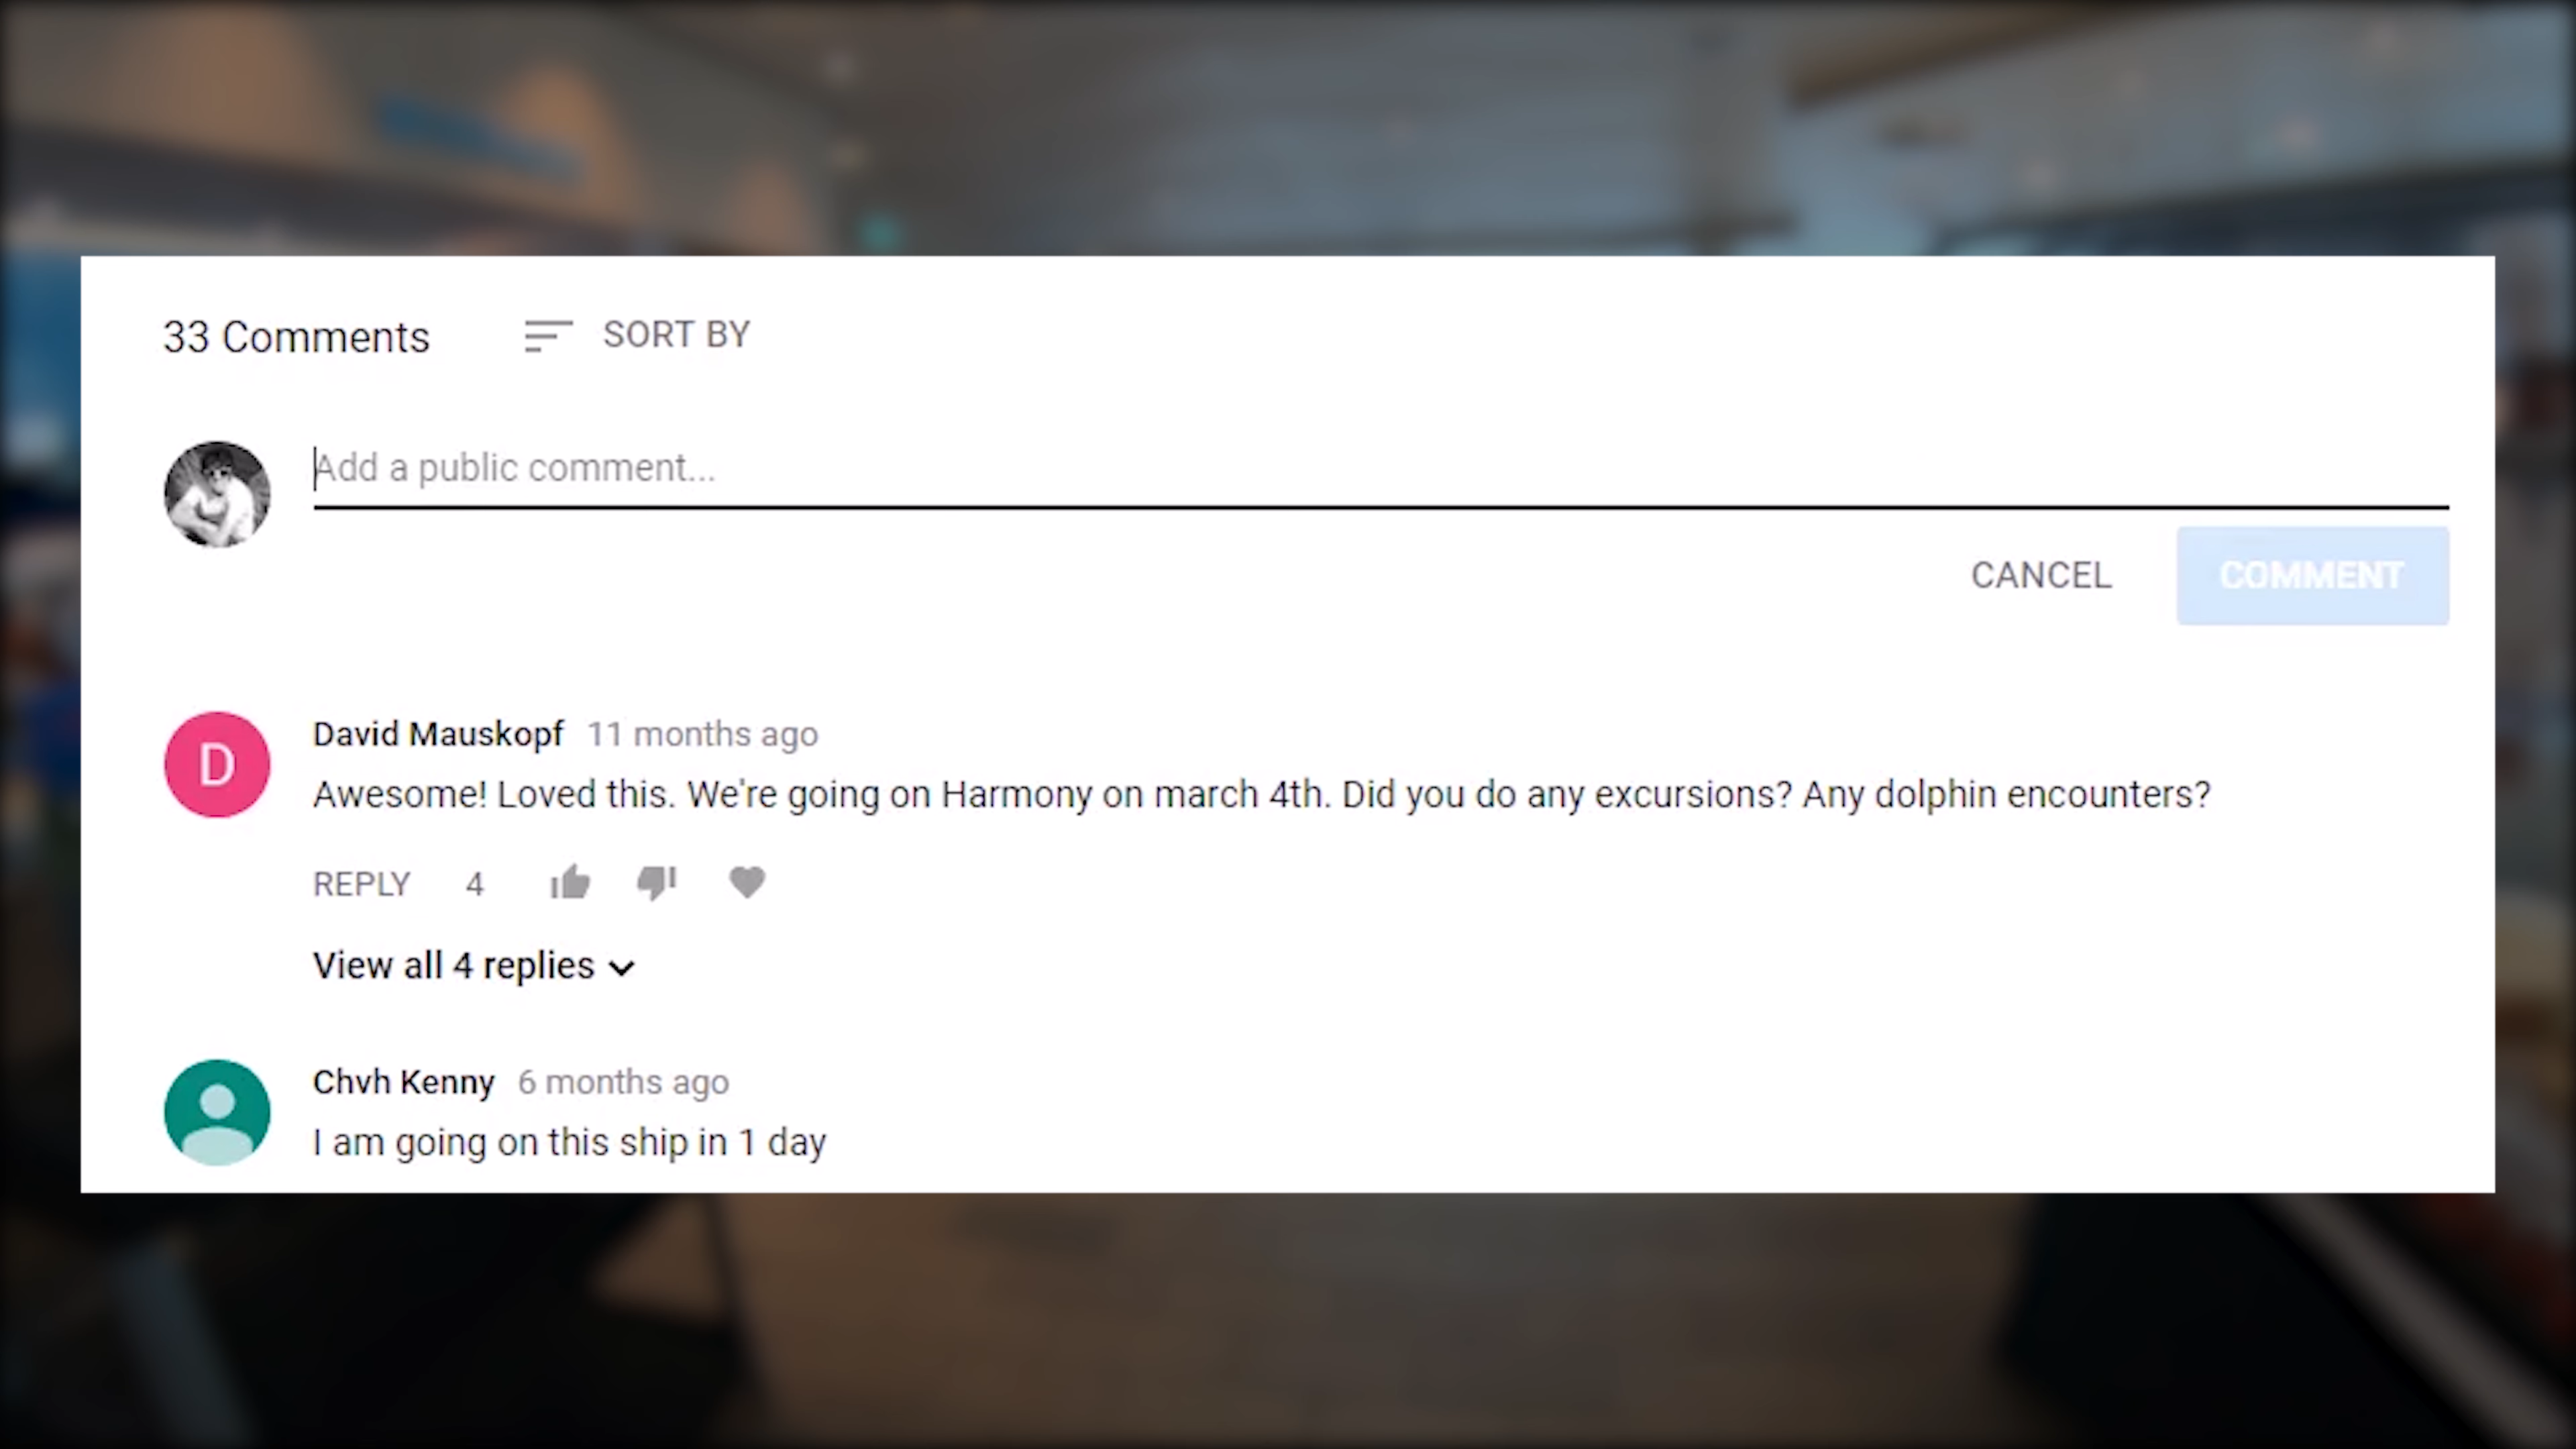 33 Comments
SORT BY
Add a public comment...
CANCEL
COMMENT
D
David Mauskopf 11 months ago
Awesome! Loved this. We're going on Harmony on march 4th. Did you do any excursions? Any dolphin encounters?
REPLY 4
View all 4 replies
Chvh Kenny 6 months ago
I am going on this ship in 1 day